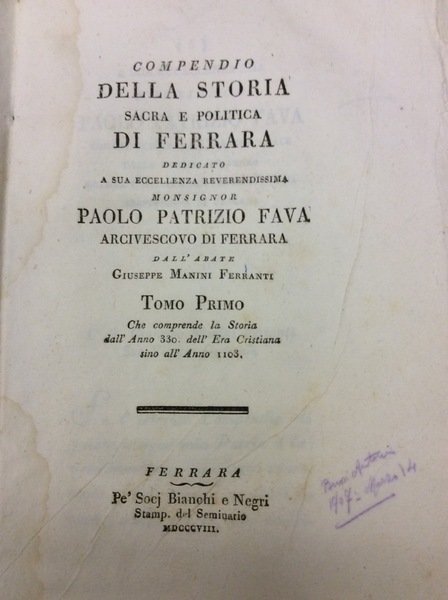 COMPENDIO
DELLA STORIA
SACRA E POLITICA
DI FERRARA
DEDICATO
A SUA ECCELLENZA REVERENDISSIMA
MONSIGNOR
PAOLO PATRIZIO FAVA
ARCIVESCOVO DI FERRARA
DALL'ABATE
GIUSEPPE MANINI FERRANTI
TOMO PRIMO
Che comprende la Storia
dall'Anno 330. dell'Era Cristiana
sino all'Anno 1103.
FERRARA
Pe' Socj Bianchi e Negri
Stamp. del Seminario
MDCCCVIII.